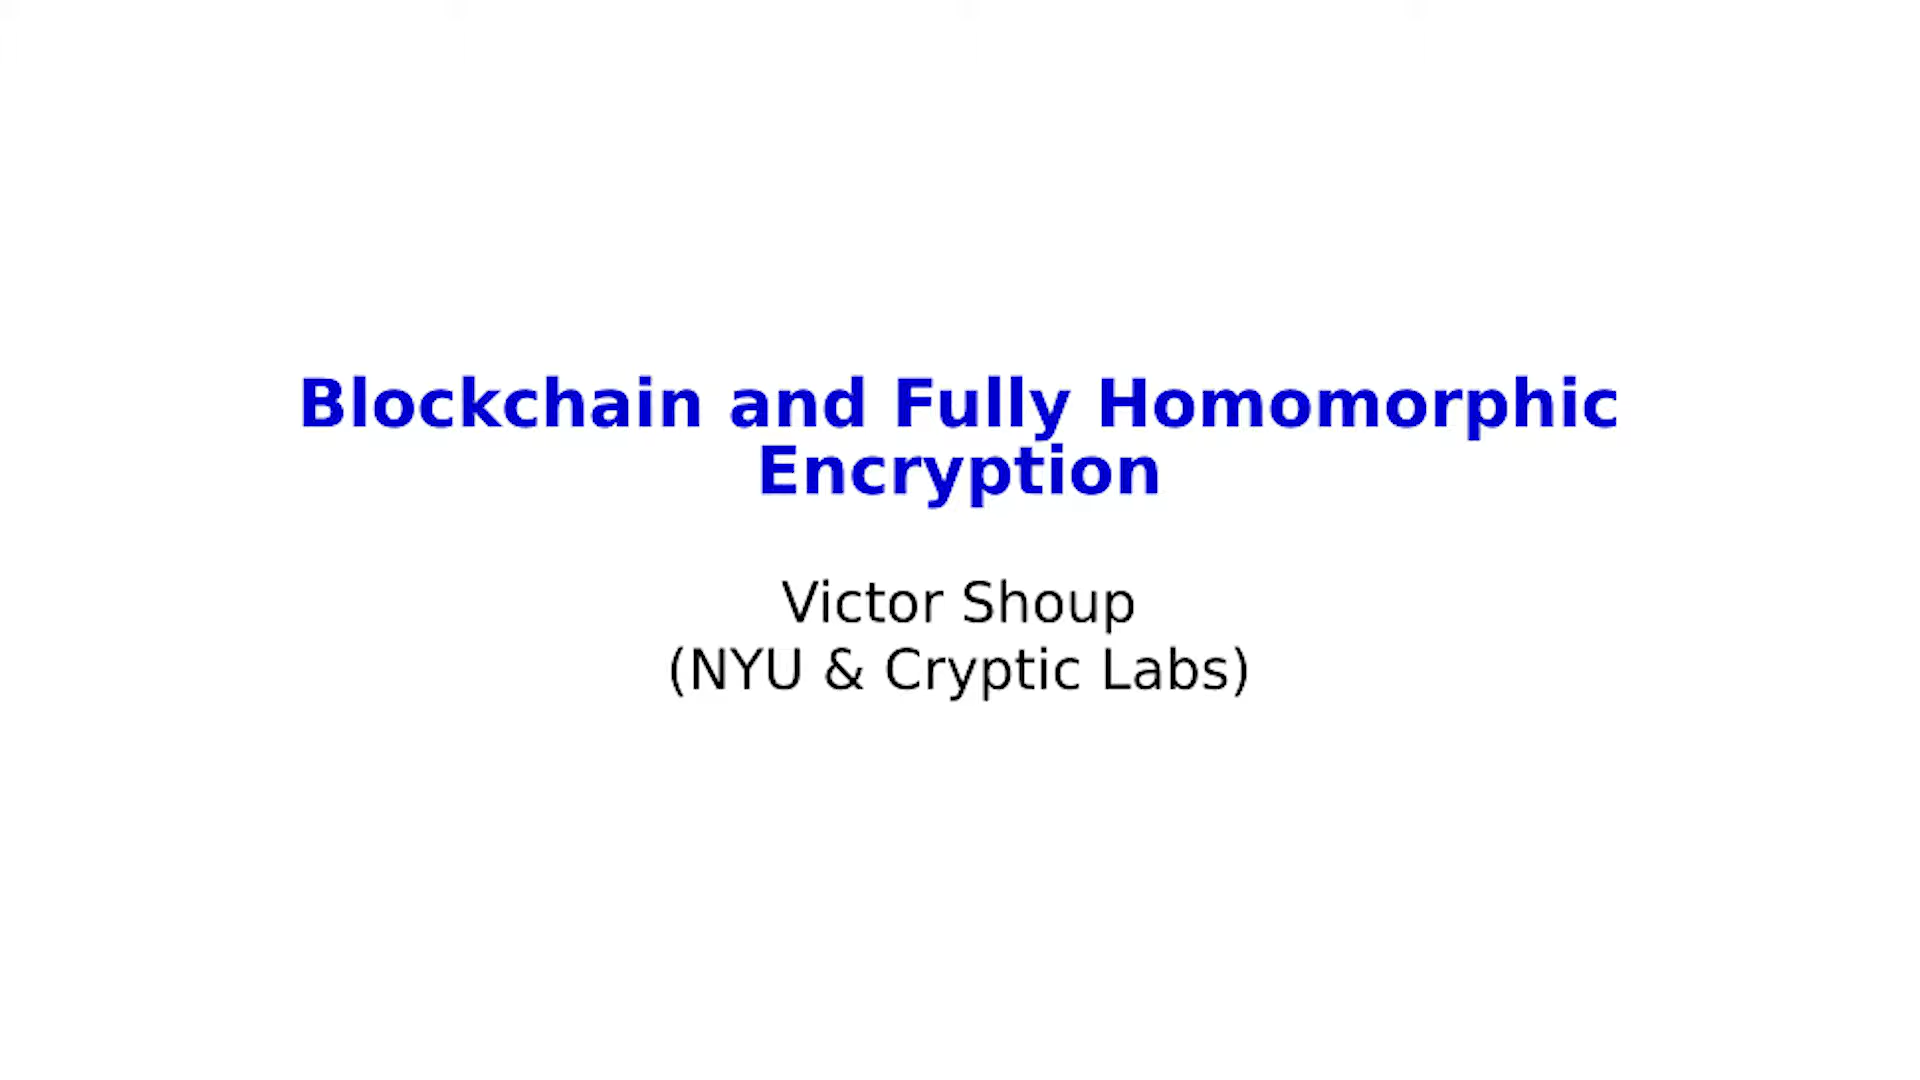 Blockchain and Fully Homomorphic
Encryption
Victor Shoup
(NYU & Cryptic Labs)